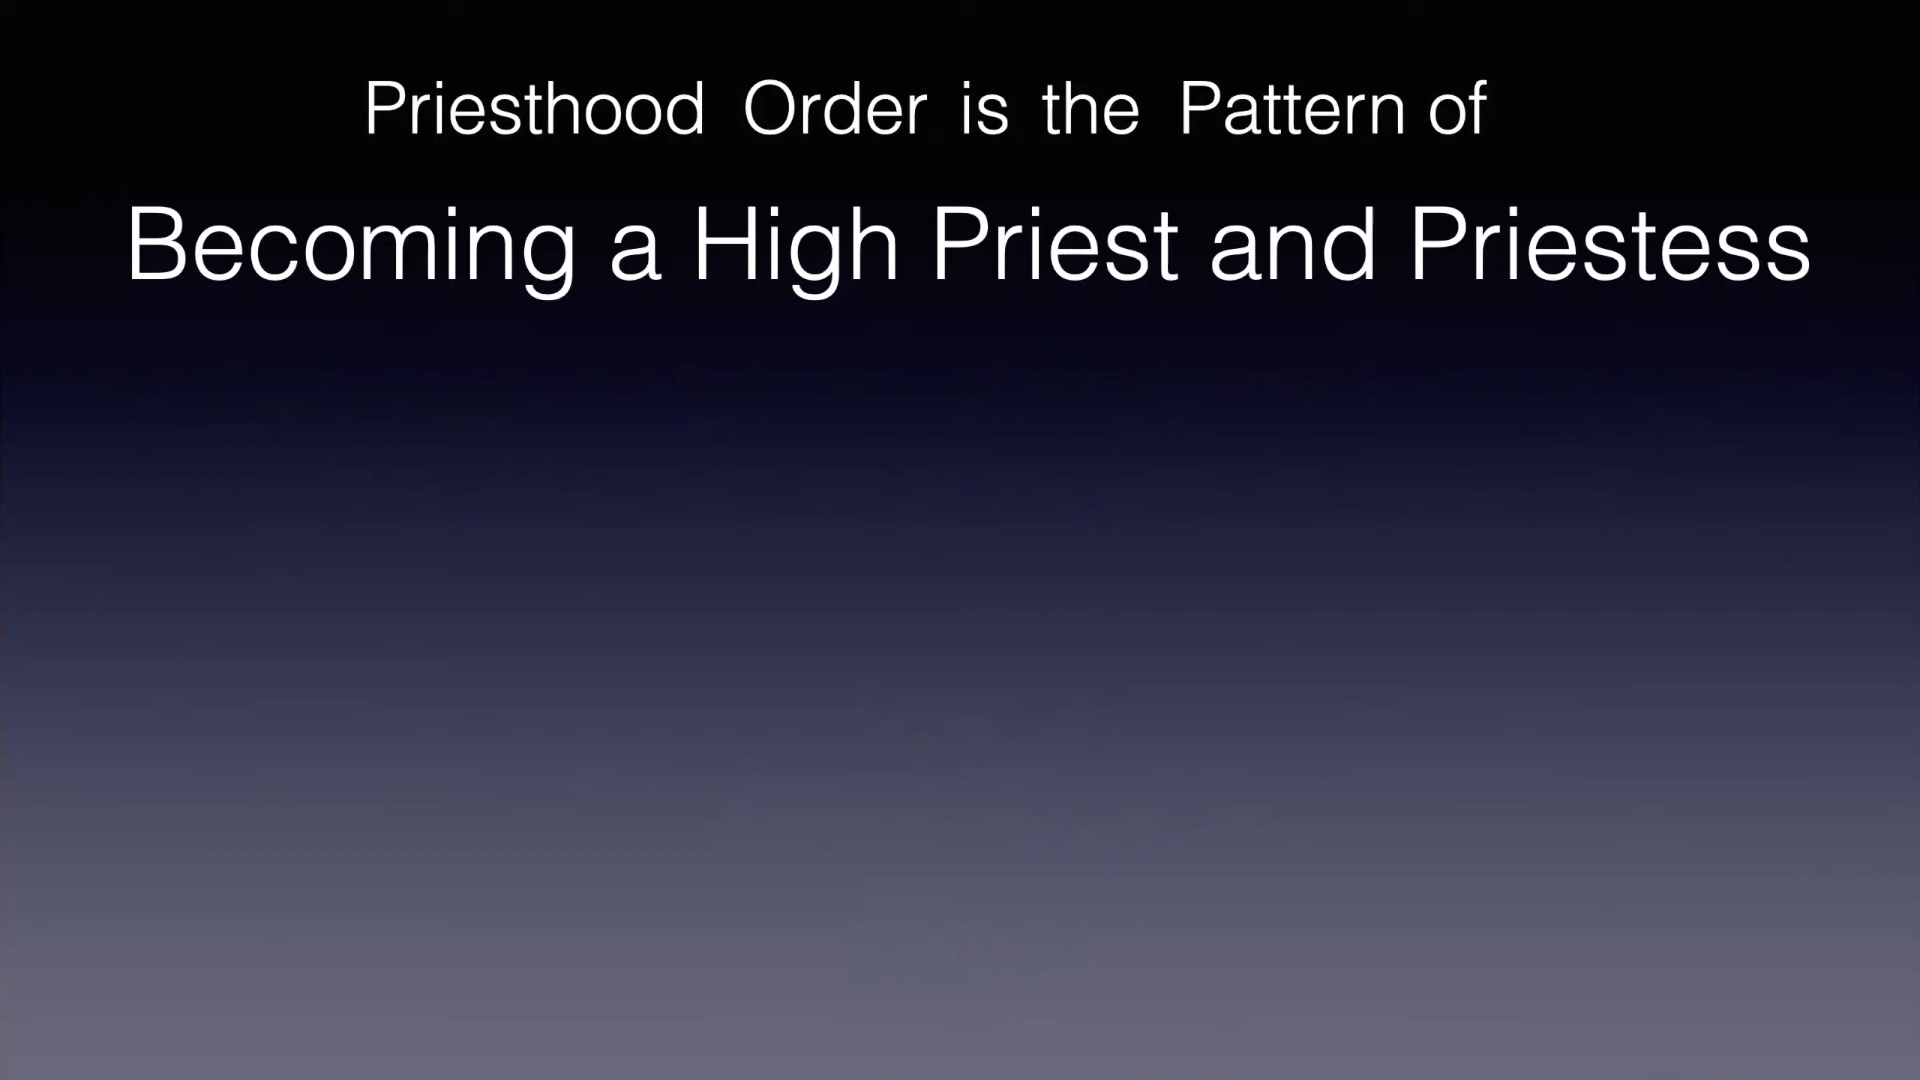 Priesthood Order is the Pattern of
Becoming a High Priest and Priestess